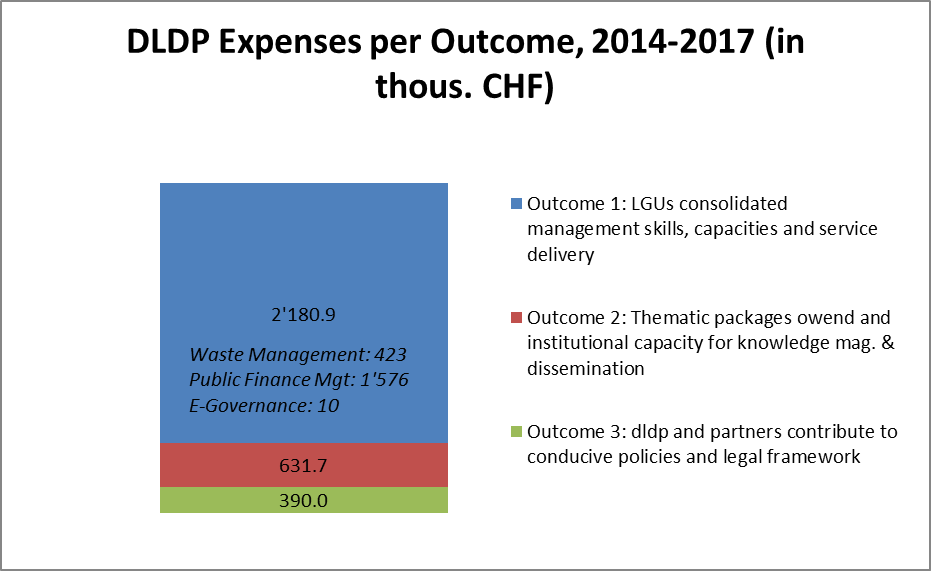 DLDP Expenses per Outcome, 2014-2017 (in
thous. CHF)
2'180.9
Waste Management: 423
Public Finance Mgt: 1'576
E-Governance: 10
631.7
390.0
Outcome 1: LGUs consolidated
management skills, capacities and service
delivery
Outcome 2: Thematic packages owend and
institutional capacity for knowledge mag. &
dissemination
Outcome 3: dldp and partners contribute to
conducive policies and legal framework